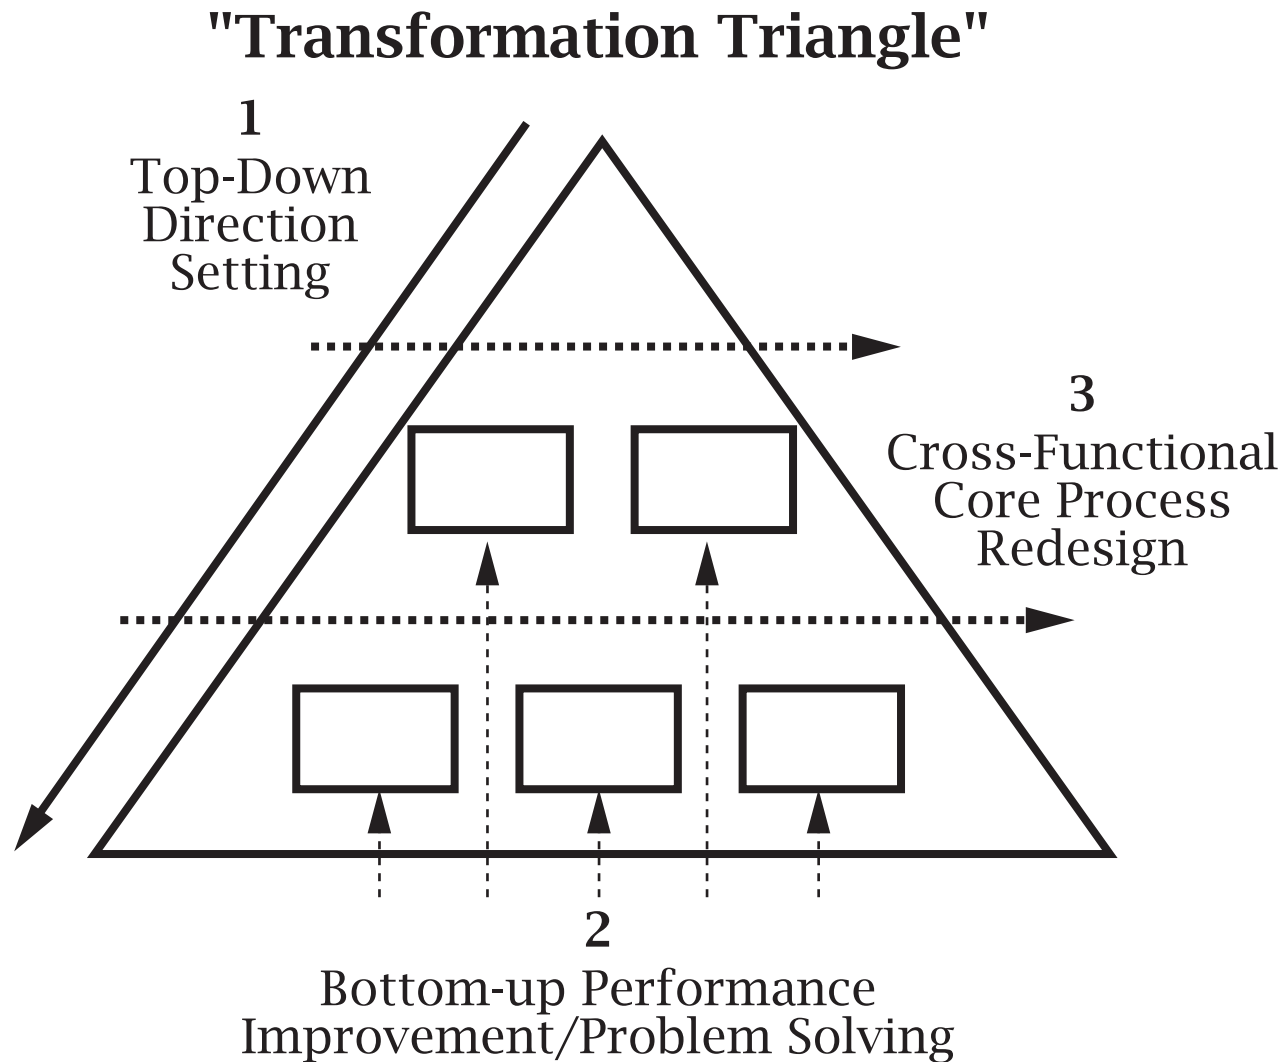 "Transformation Triangle"
1
Top-Down
Direction
Setting
3
Cross-Functional
Core Process
Redesign
2
Bottom-up Performance
Improvement/Problem Solving